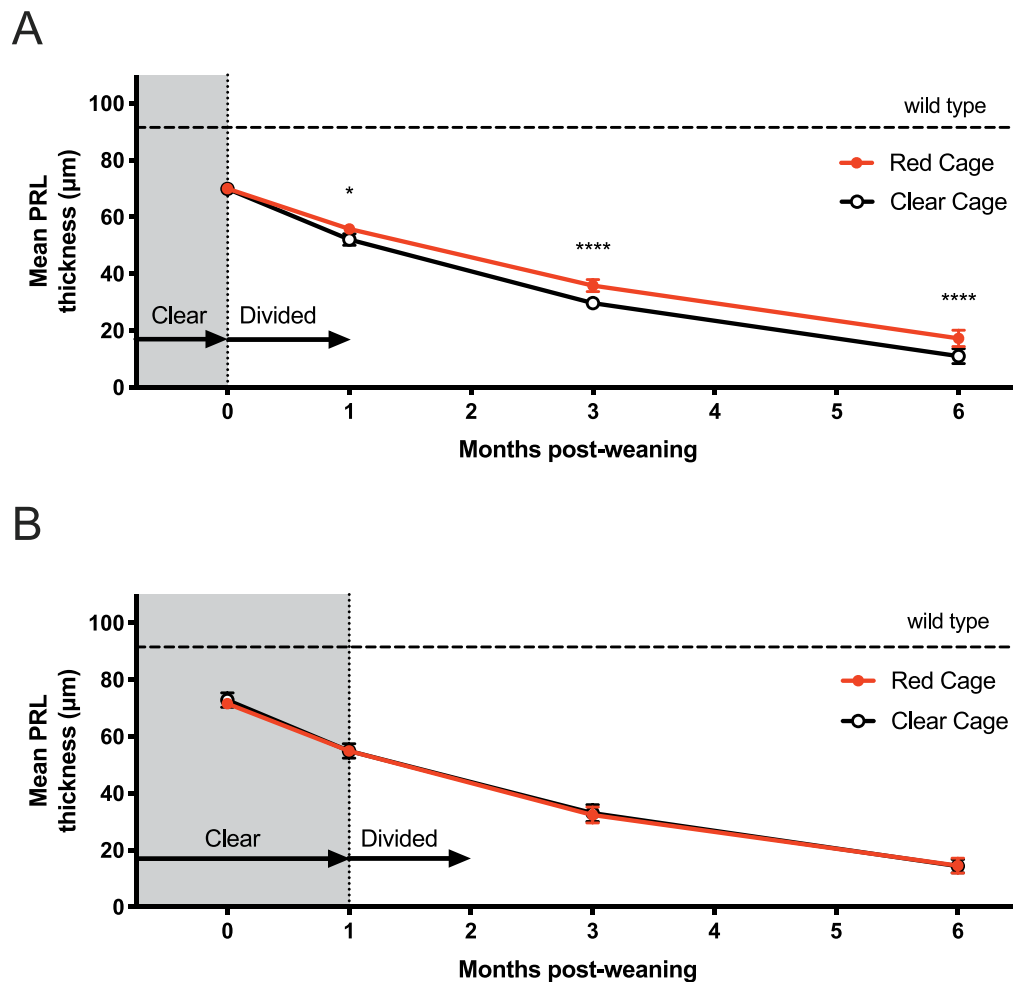 A
100
80
60
40
20
0
Mean PRL
thickness (µm)
wild type
Red Cage
Clear Cage
*
****
****
Clear
Divided
0 1 2 3 4 5 6
Months post-weaning
B
100
80
60
40
20
0
Mean PRL
thickness (µm)
wild type
Red Cage
Clear Cage
Clear
Divided
0 1 2 3 4 5 6
Months post-weaning